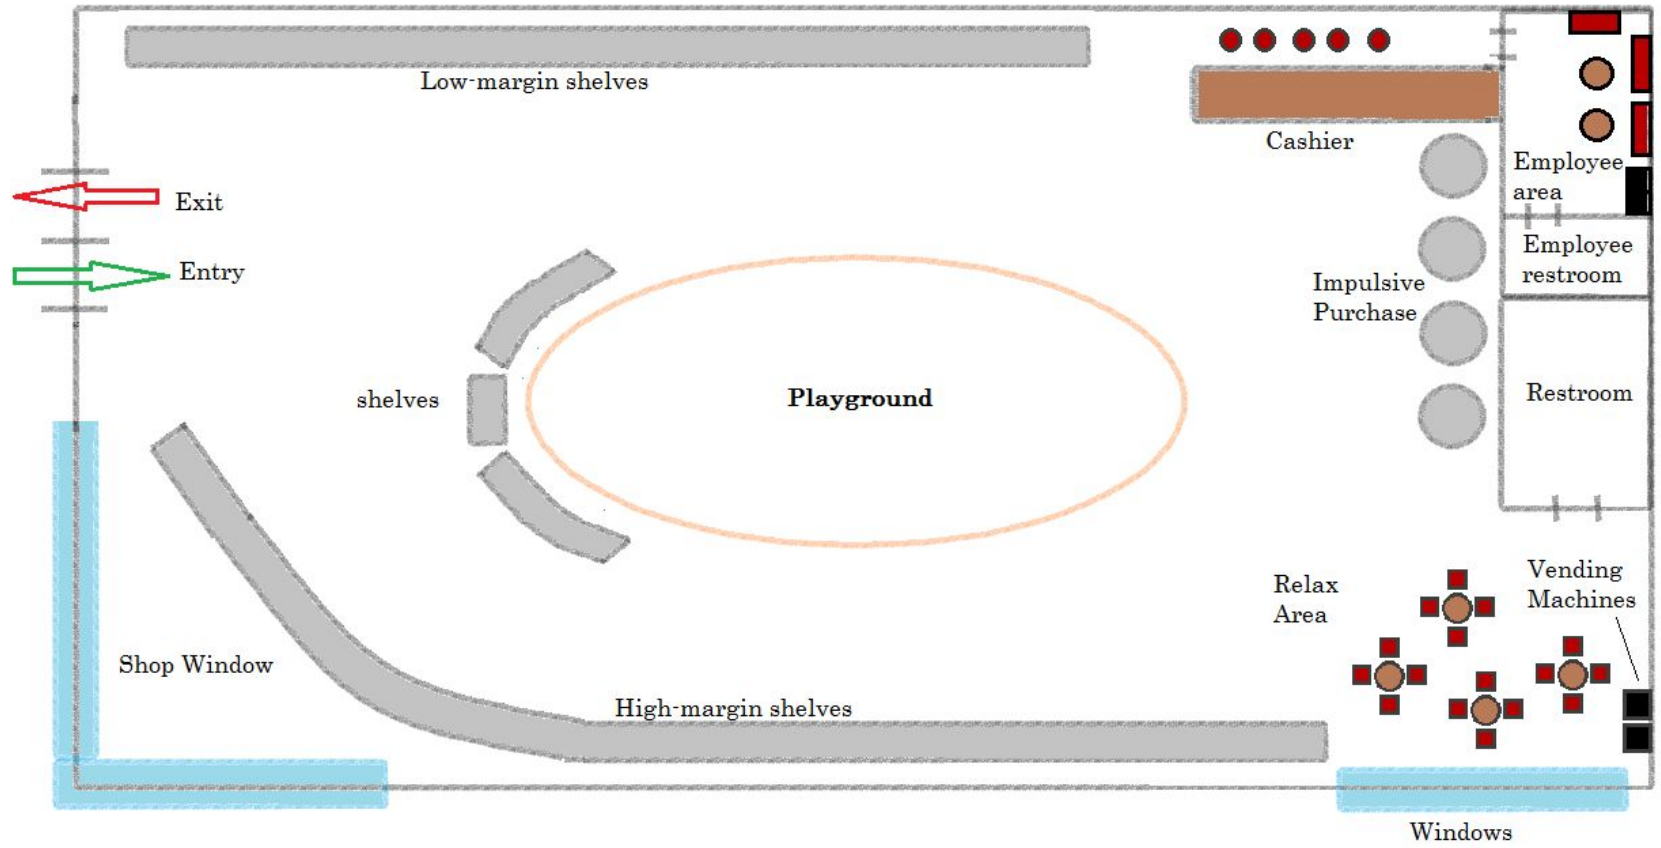 Low-margin shelves
Cashier
Employee
area
Exit
Employee
restroom
Entry
Impulsive
Purchase
shelves
Playground
Restroom
Relax
Area
Vending
Machines
Shop Window
High-margin shelves
Windows